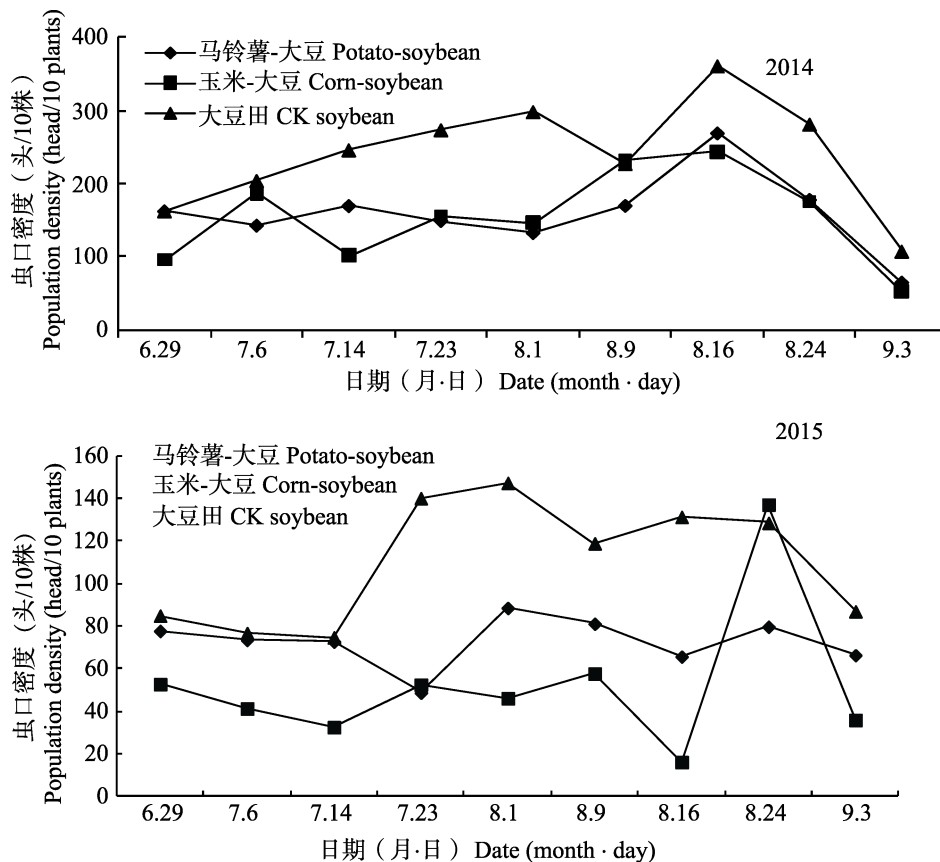 400
300
200
100
0
虫口密度（头/10株）
Population density (head/10 plants)
马铃薯-大豆 Potato-soybean
玉米-大豆 Corn-soybean
大豆田 CK soybean
2014
6.29 7.6 7.14 7.23 8.1 8.9 8.16 8.24 9.3
日期（月·日） Date (month · day)
2015
160
140
120
100
80
60
40
20
0
虫口密度（头/10株）
Population density (head/10 plants)
马铃薯-大豆 Potato-soybean
玉米-大豆 Corn-soybean
大豆田 CK soybean
6.29 7.6 7.14 7.23 8.1 8.9 8.16 8.24 9.3
日期（月·日） Date (month · day)